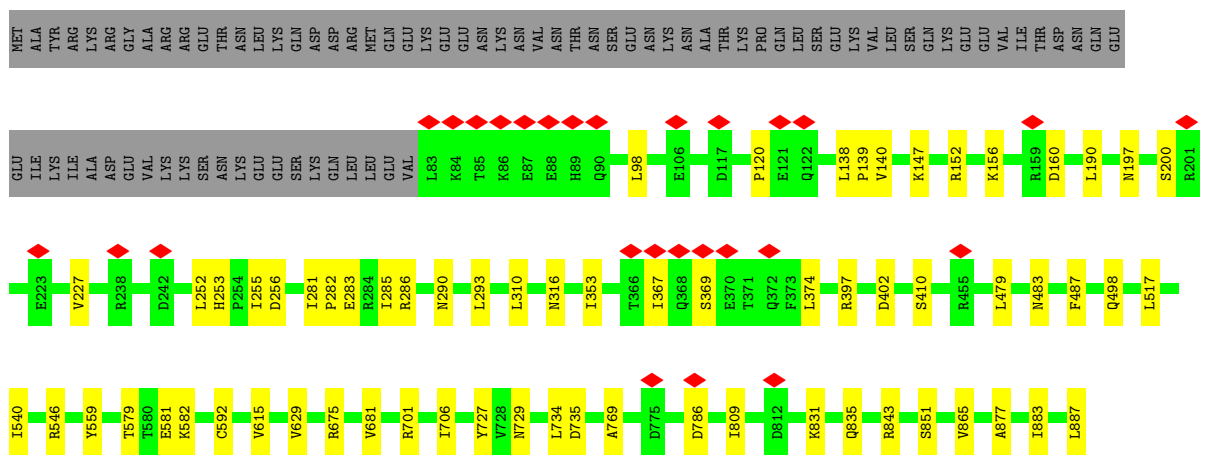 MET ALA TYR ARG LYS ARG GLY ALA ARG ARG GLU THR ASN LEU LYS GLN ASP ASP ARG MET GLN GLU LYS GLU GLU ASN LYS ASN VAL ASN THR ASN SER GLU ASN LYS ASN ALA THR LYS PRO GLN LEU SER GLU LYS VAL LEU SER GLN LYS GLU GLU VAL ILE THR ASP ASN GLN GLU
GLU ILE LYS ILE ALA ASP GLU VAL LYS LYS SER ASN LYS GLU GLU SER LYS GLN LEU LEU GLU VAL L83 K84 T85 K86 E87 E88 H89 Q90 L98 E106 D117 P120 E121 Q122 L138 P139 V140 K147 R152 K156 R159 D160 L190 N197 S200 R201
E223 V227 R238 D242 L252 H253 P254 I255 D256 I281 P282 E283 R284 I285 R286 N290 L293 L310 N316 I353 T366 I367 Q368 S369 E370 T371 Q372 F373 L374 R397 D402 S410 R455 L479 N483 F487 Q498 L517
I540 R546 Y559 T579 T580 E581 K582 C592 V615 V629 R675 V681 R701 I706 Y727 V728 N729 L734 D735 A769 D775 D786 I809 D812 K831 Q835 R843 S851 V865 A877 I883 L887